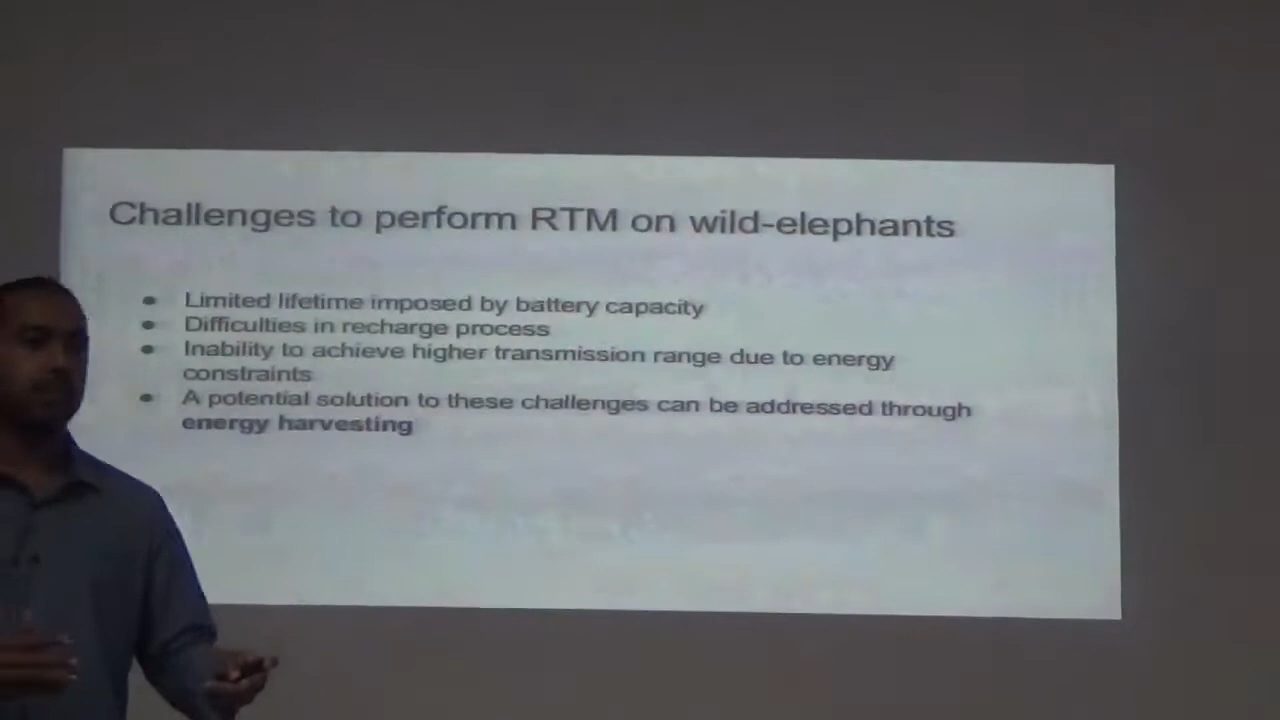 Challenges to perform RTM on wild-elephants
● Limited lifetime imposed by battery capacity
● Difficulties in recharge process
● Inability to achieve higher transmission range due to energy
constraints
● A potential solution to these challenges can be addressed through
energy harvesting